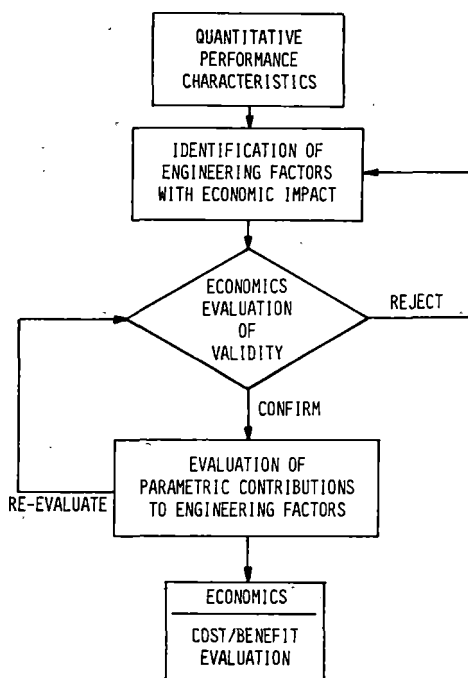 QUANTITATIVE
PERFORMANCE
CHARACTERISTICS
IDENTIFICATION OF
ENGINEERING FACTORS
WITH ECONOMIC IMPACT
ECONOMICS
EVALUATION
OF
VALIDITY
REJECT
CONFIRM
EVALUATION OF
PARAMETRIC CONTRIBUTIONS
TO ENGINEERING FACTORS
RE-EVALUATE
ECONOMICS
COST/BENEFIT
EVALUATION